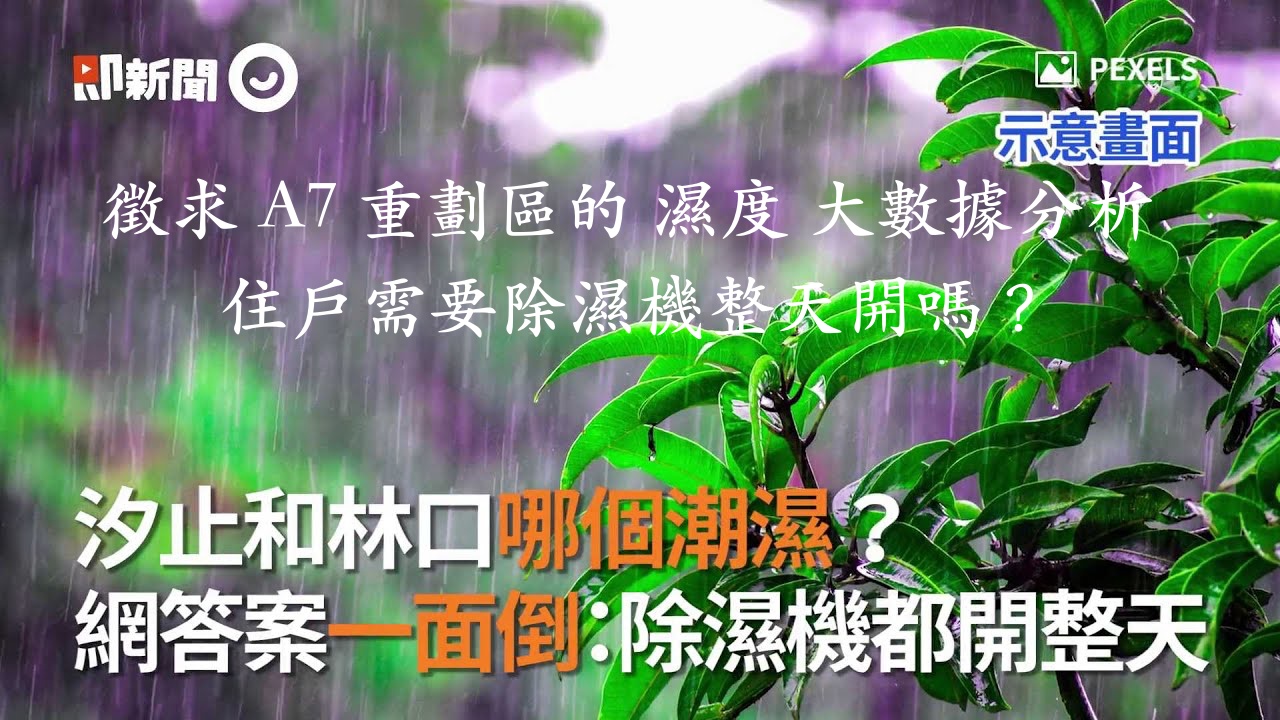 即新聞
PEXELS
示意畫面
徵求 A7 重劃區的 濕度 大數據分析
住戶需要除濕機整天開嗎？
汐止和林口哪個潮濕？
網答案一面倒：除濕機都開整天